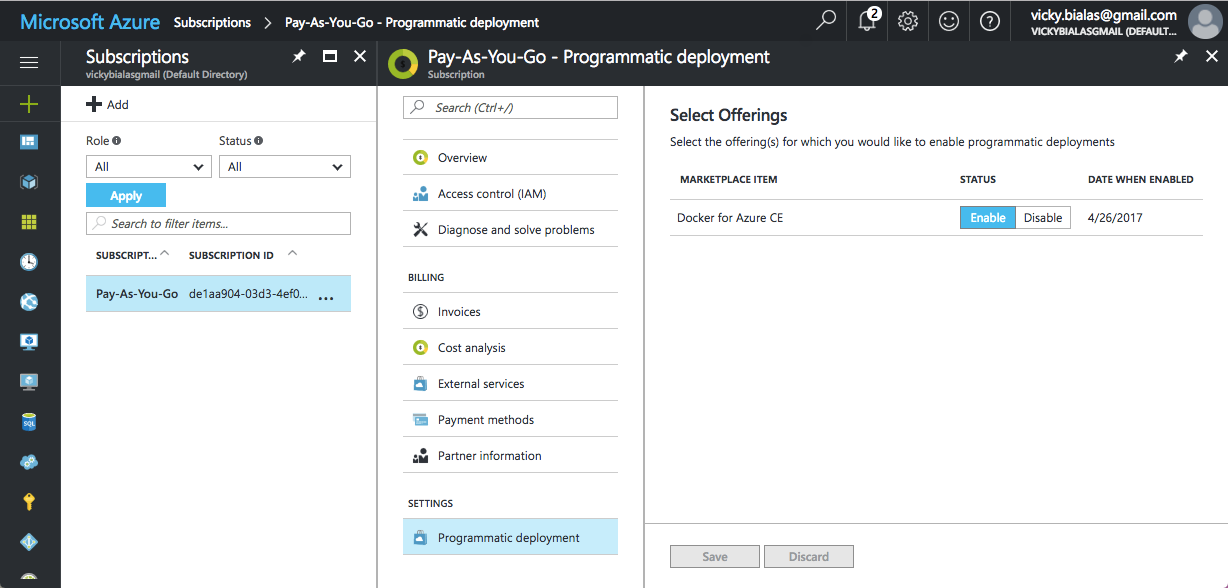 Microsoft Azure Subscriptions > Pay-As-You-Go - Programmatic deployment
2
vicky.bialas@gmail.com
VICKYBIALASGMAIL (DEFAULT...
Subscriptions
vickybialasgmail (Default Directory)
Add
Role
Status
All
All
Apply
Search to filter items...
SUBSCRIPT...
SUBSCRIPTION ID
Pay-As-You-Go
de1aa904-03d3-4ef0...
...
Pay-As-You-Go - Programmatic deployment
Subscription
Search (Ctrl+/)
Overview
Access control (IAM)
Diagnose and solve problems
BILLING
Invoices
Cost analysis
External services
Payment methods
Partner information
SETTINGS
Programmatic deployment
Select Offerings
Select the offering(s) for which you would like to enable programmatic deployments
MARKETPLACE ITEM
STATUS
DATE WHEN ENABLED
Docker for Azure CE
Enable
Disable
4/26/2017
Save
Discard
SQL